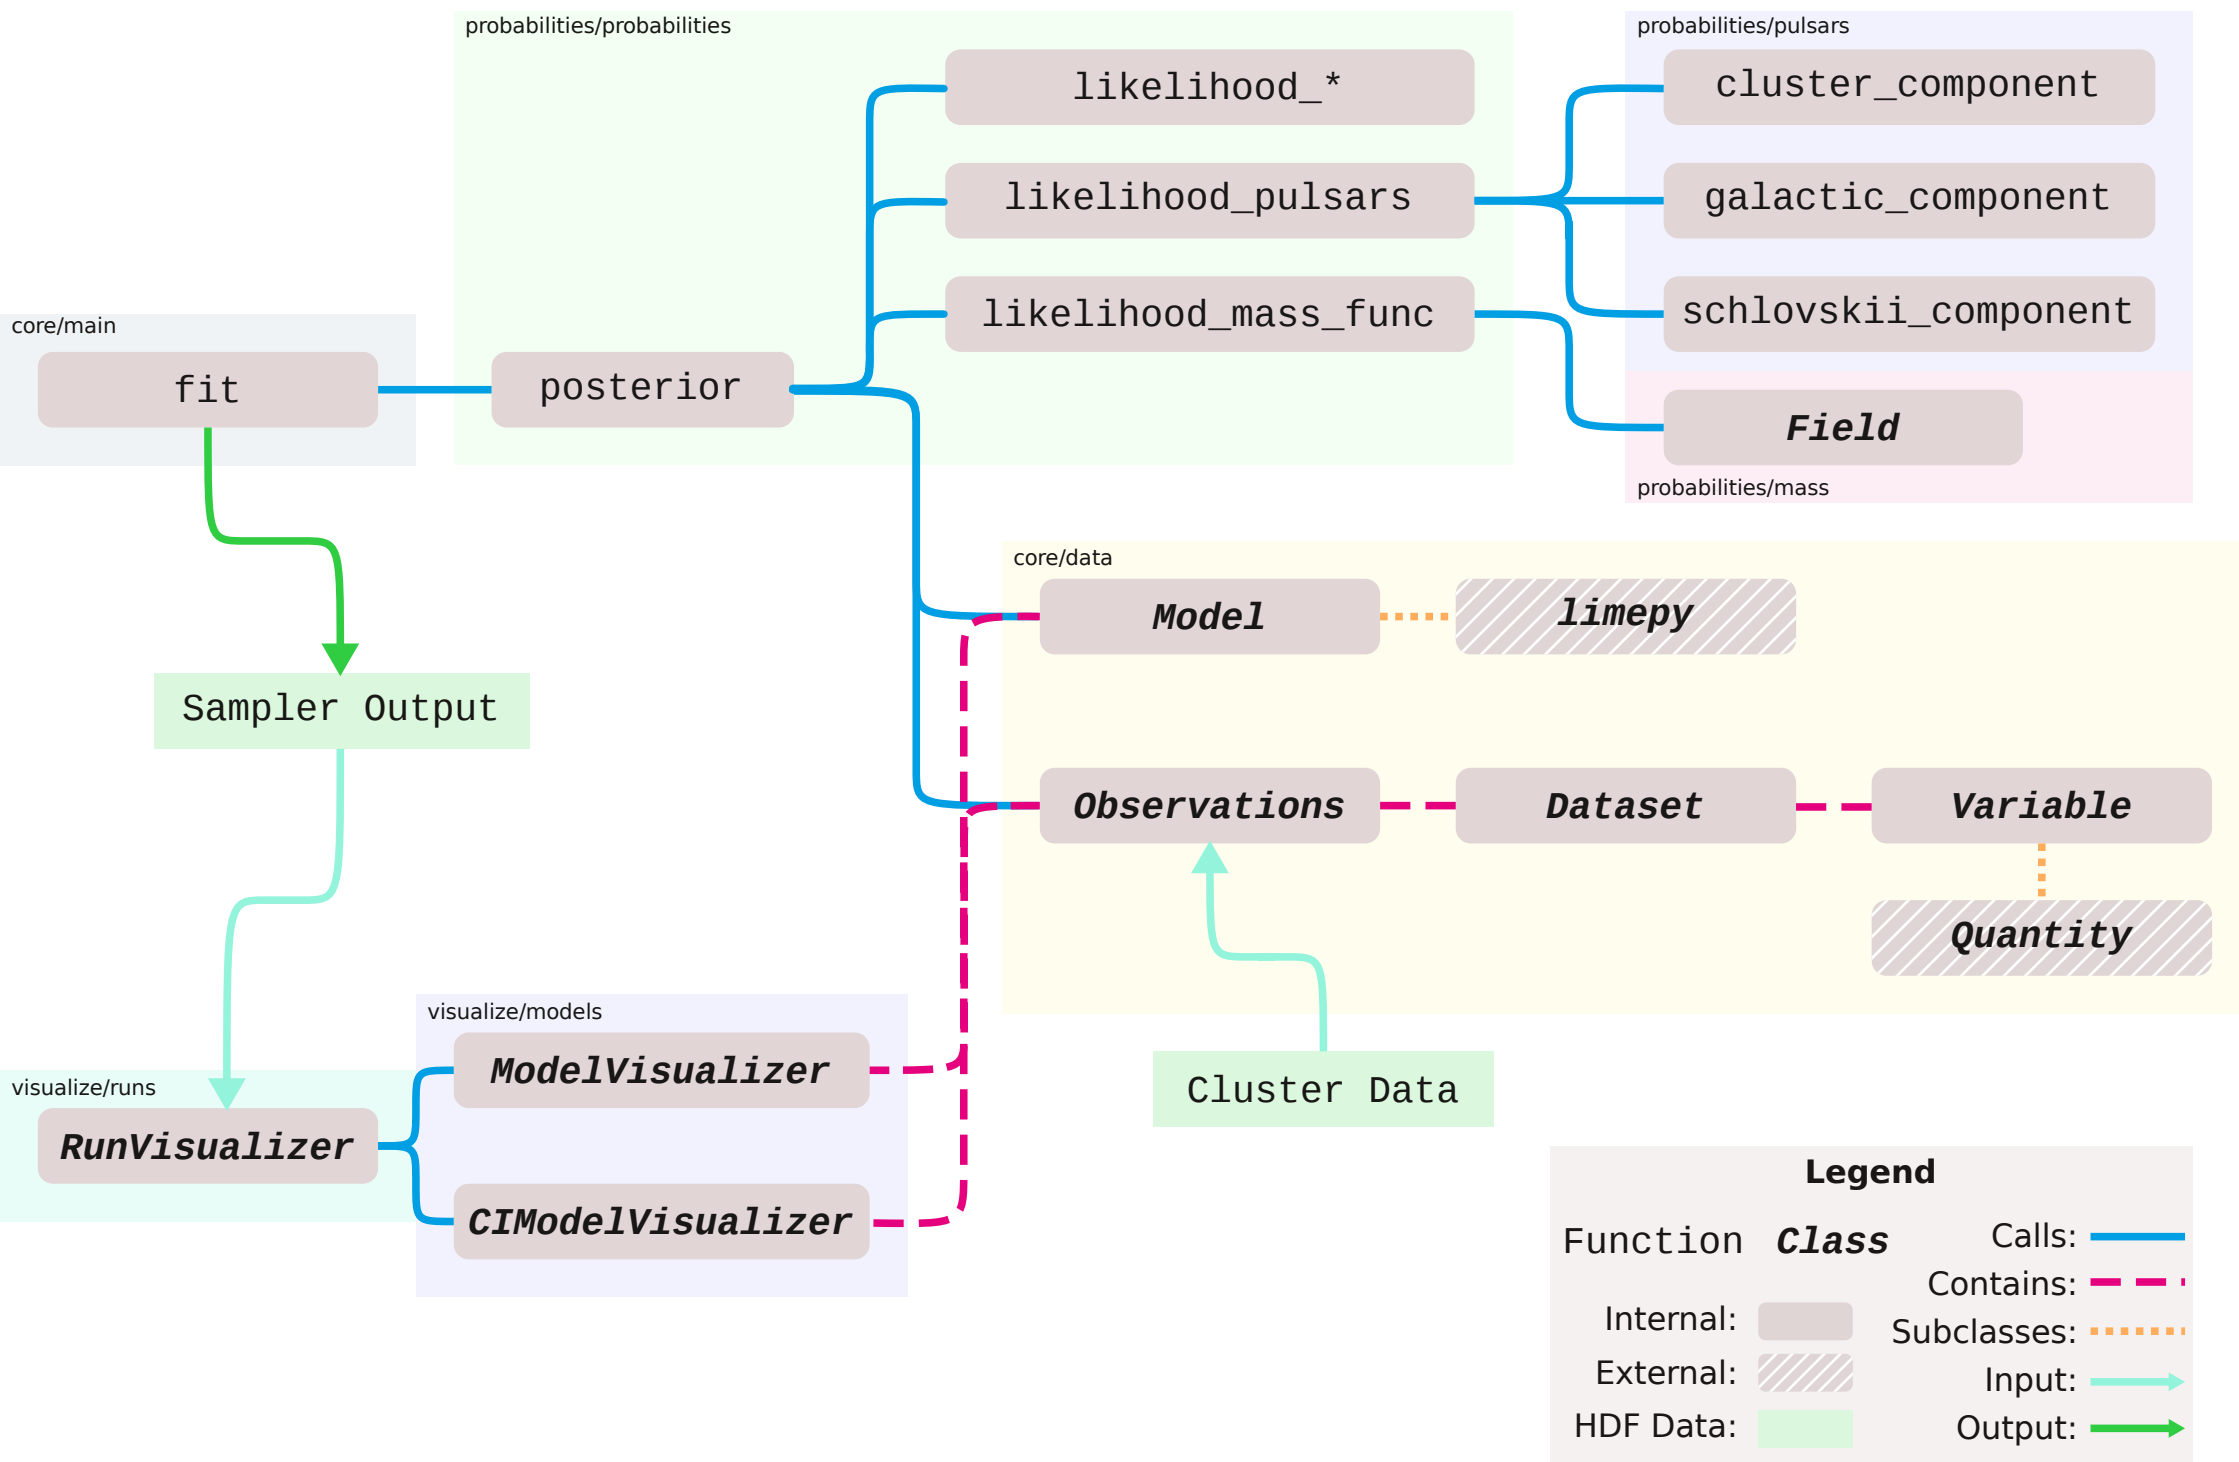 probabilities/probabilities
probabilities/pulsars
likelihood_*
cluster_component
likelihood_pulsars
galactic_component
likelihood_mass_func
schlovskii_component
core/main
fit
posterior
Field
probabilities/mass
core/data
Model
limepy
Sampler Output
Observations
Dataset
Variable
Quantity
visualize/models
ModelVisualizer
Cluster Data
visualize/runs
RunVisualizer
CIModelVisualizer
Legend
Function Class
Calls:
Contains:
Internal:
Subclasses:
External:
Input:
HDF Data:
Output: